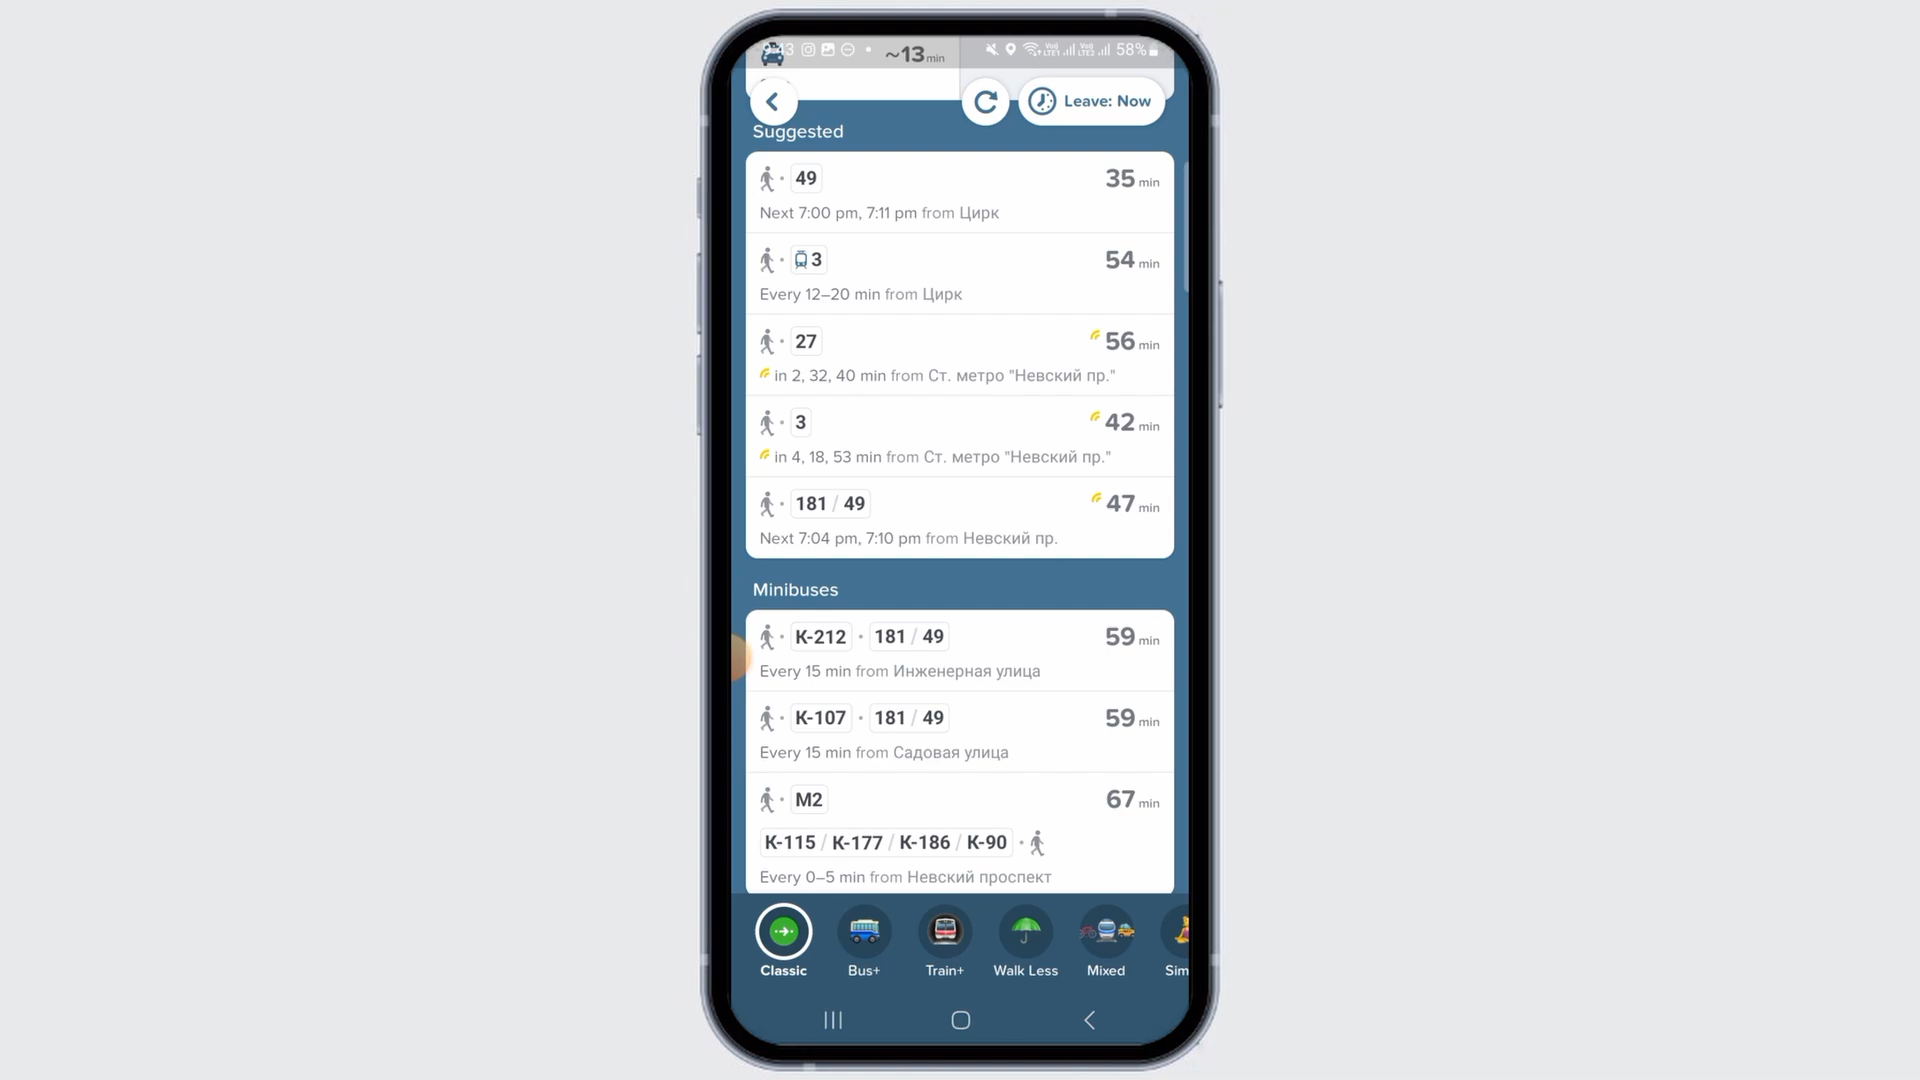 9:43 ~13 min 58%
Leave: Now
Suggested
49 35 min
Next 7:00 pm, 7:11 pm from Цирк
3 54 min
Every 12–20 min from Цирк
27 56 min
in 2, 32, 40 min from Ст. метро "Невский пр."
3 42 min
in 4, 18, 53 min from Ст. метро "Невский пр."
181 / 49 47 min
Next 7:04 pm, 7:10 pm from Невский пр.
Minibuses
К-212 · 181 / 49 59 min
Every 15 min from Инженерная улица
К-107 · 181 / 49 59 min
Every 15 min from Садовая улица
М2 67 min
К-115 / К-177 / К-186 / К-90
Every 0–5 min from Невский проспект
Classic Bus+ Train+ Walk Less Mixed Sim